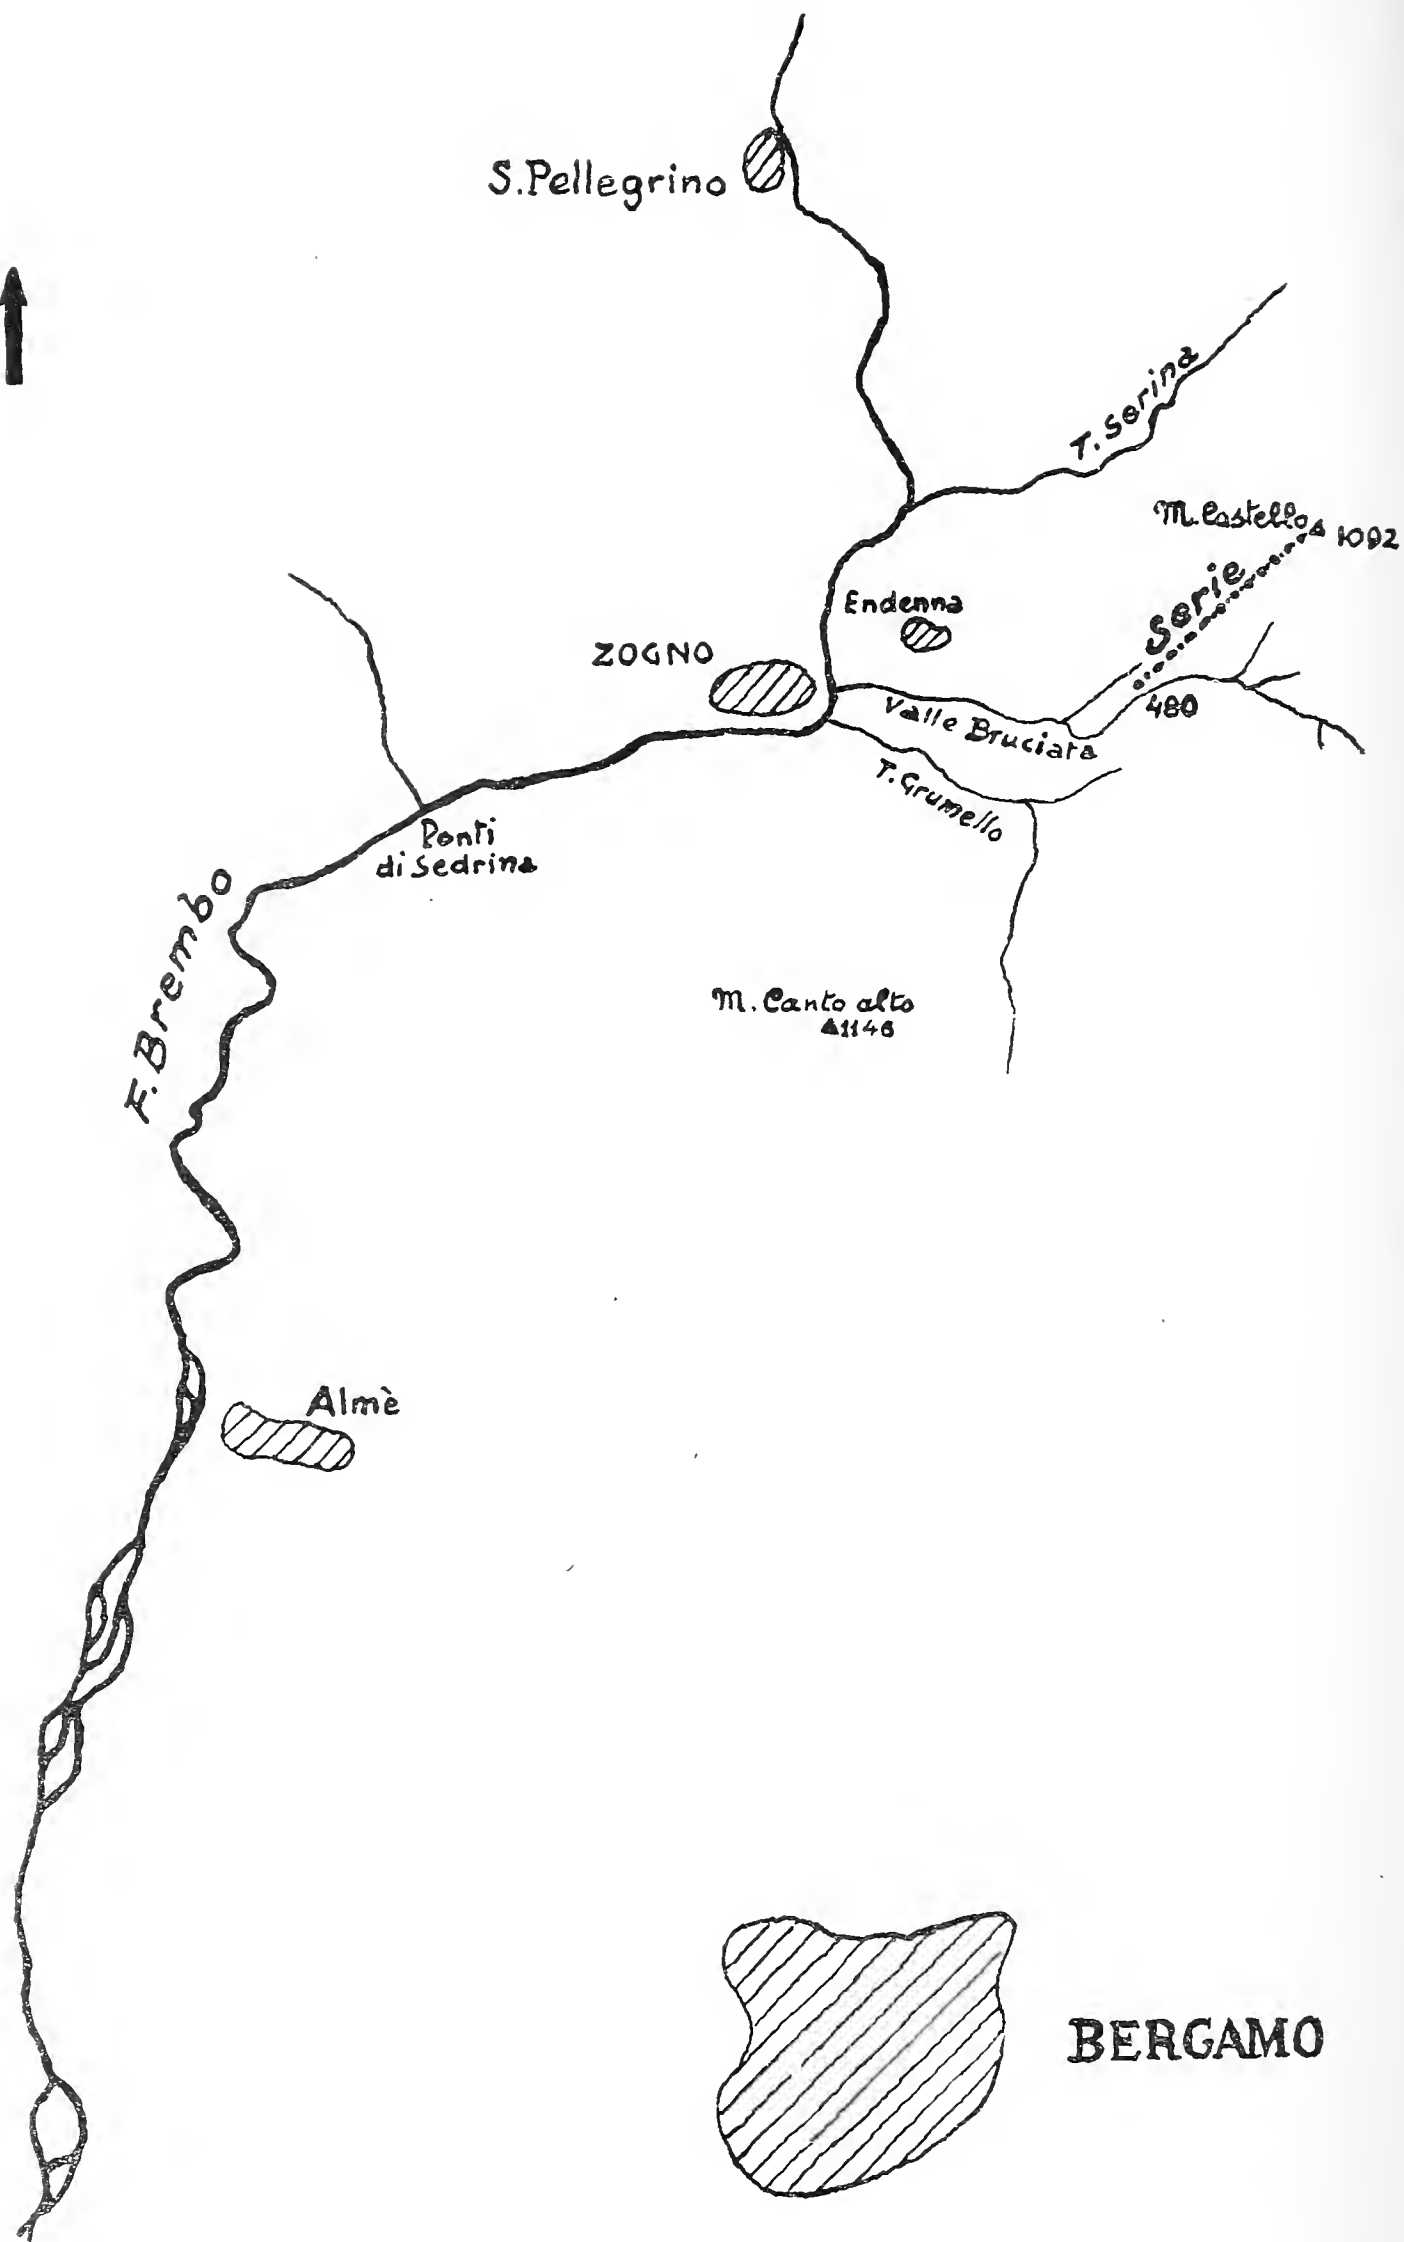 S.Pellegrino
T. Serina
M. Castello 1092
Serie
Endenna
ZOGNO
480
Valle Bruciata
T. Grumello
Ponti
di Sedrina
F. Brembo
M. Canto alto
1146
Almè
BERGAMO